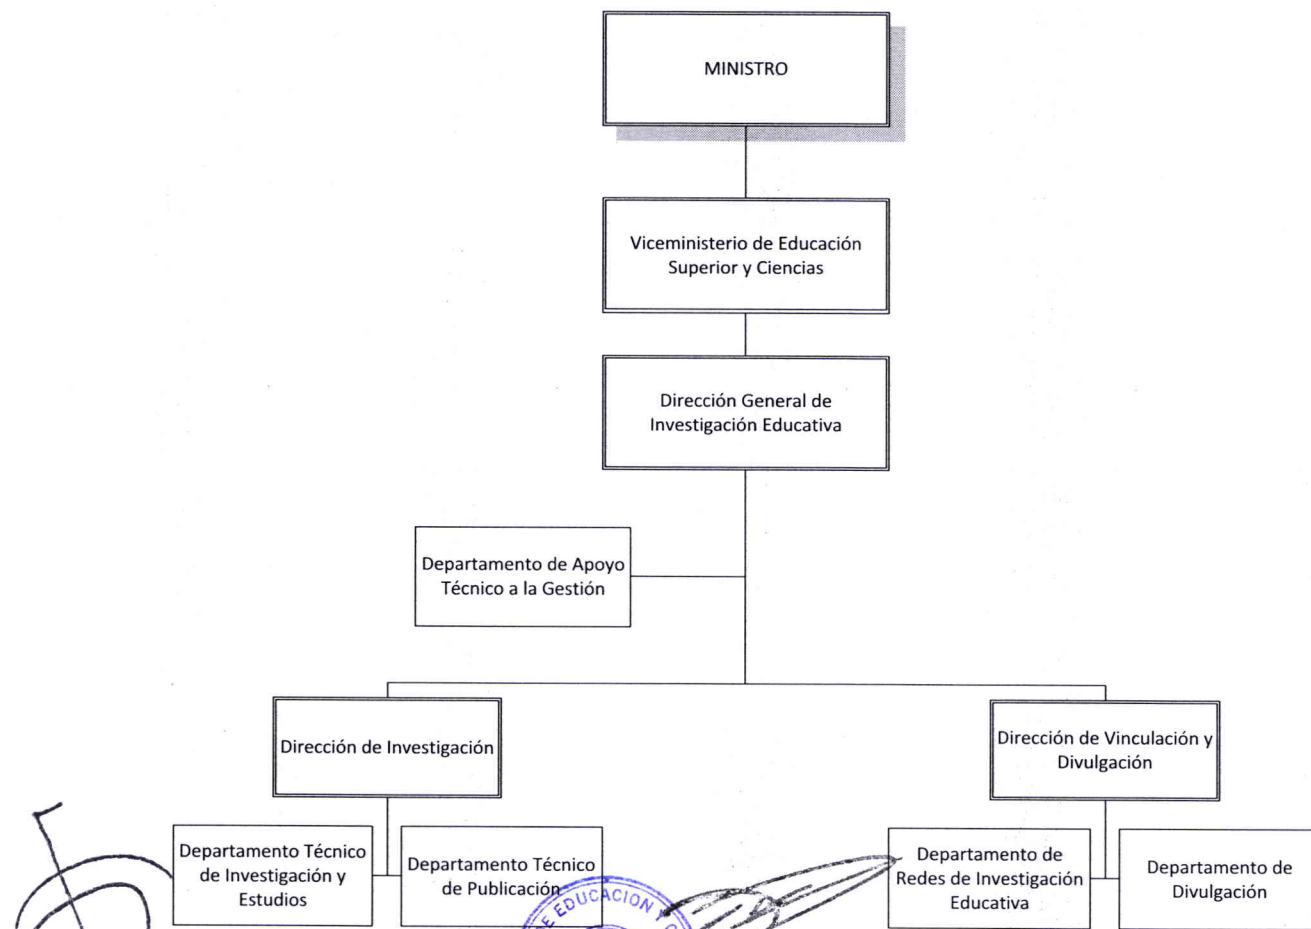 MINISTRO
Viceministerio de Educación
Superior y Ciencias
Dirección General de
Investigación Educativa
Departamento de Apoyo
Técnico a la Gestión
Dirección de Investigación
Dirección de Vinculación y
Divulgación
Departamento Técnico
de Investigación y
Estudios
Departamento Técnico
de Publicación
Departamento de
Redes de Investigación
Educativa
Departamento de
Divulgación
DE EDUCACION Y